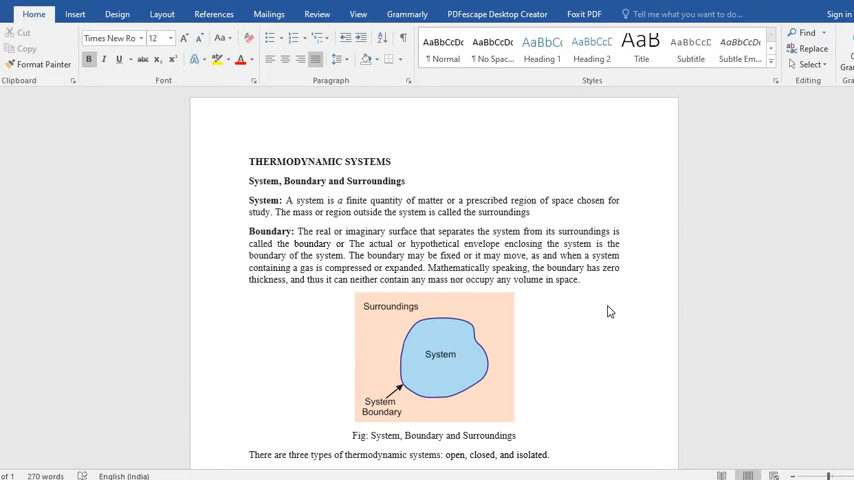 Home Insert Design Layout References Mailings Review View Grammarly PDFescape Desktop Creator Foxit PDF Tell me what you want to do... Sign in
Cut
Copy
Format Painter
Clipboard
Times New Ro 12
Font
Paragraph
AaBbCcDc AaBbCcDc AaBbCc AaBbCcD AaB AaBbCcD AaBbCcDc
¶ Normal ¶ No Spac... Heading 1 Heading 2 Title Subtitle Subtle Em...
Styles
Find
Replace
Select
Editing
THERMODYNAMIC SYSTEMS
System, Boundary and Surroundings
System: A system is a finite quantity of matter or a prescribed region of space chosen for
study. The mass or region outside the system is called the surroundings
Boundary: The real or imaginary surface that separates the system from its surroundings is
called the boundary or The actual or hypothetical envelope enclosing the system is the
boundary of the system. The boundary may be fixed or it may move, as and when a system
containing a gas is compressed or expanded. Mathematically speaking, the boundary has zero
thickness, and thus it can neither contain any mass nor occupy any volume in space.
Surroundings
System
System
Boundary
Fig: System, Boundary and Surroundings
There are three types of thermodynamic systems: open, closed, and isolated.
of 1 270 words English (India)